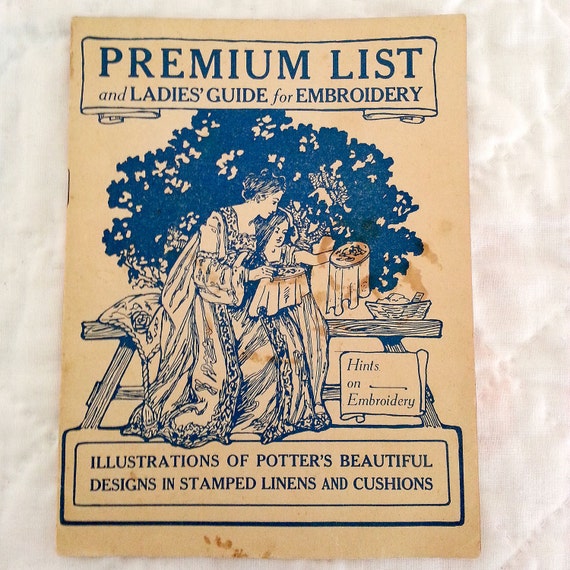 PREMIUM LIST
and LADIES' GUIDE for EMBROIDERY
Hints
on
Embroidery
ILLUSTRATIONS OF POTTER'S BEAUTIFUL
DESIGNS IN STAMPED LINENS AND CUSHIONS